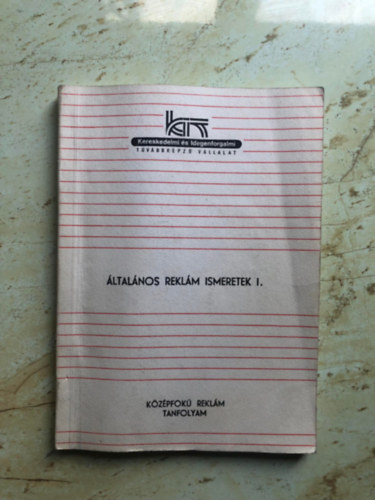 Kereskedelmi és Idegenforgalmi
TOVÁBBKÉPZŐ VÁLLALAT
ÁLTALÁNOS REKLÁM ISMERETEK I.
KÖZÉPFOKÚ REKLÁM
TANFOLYAM